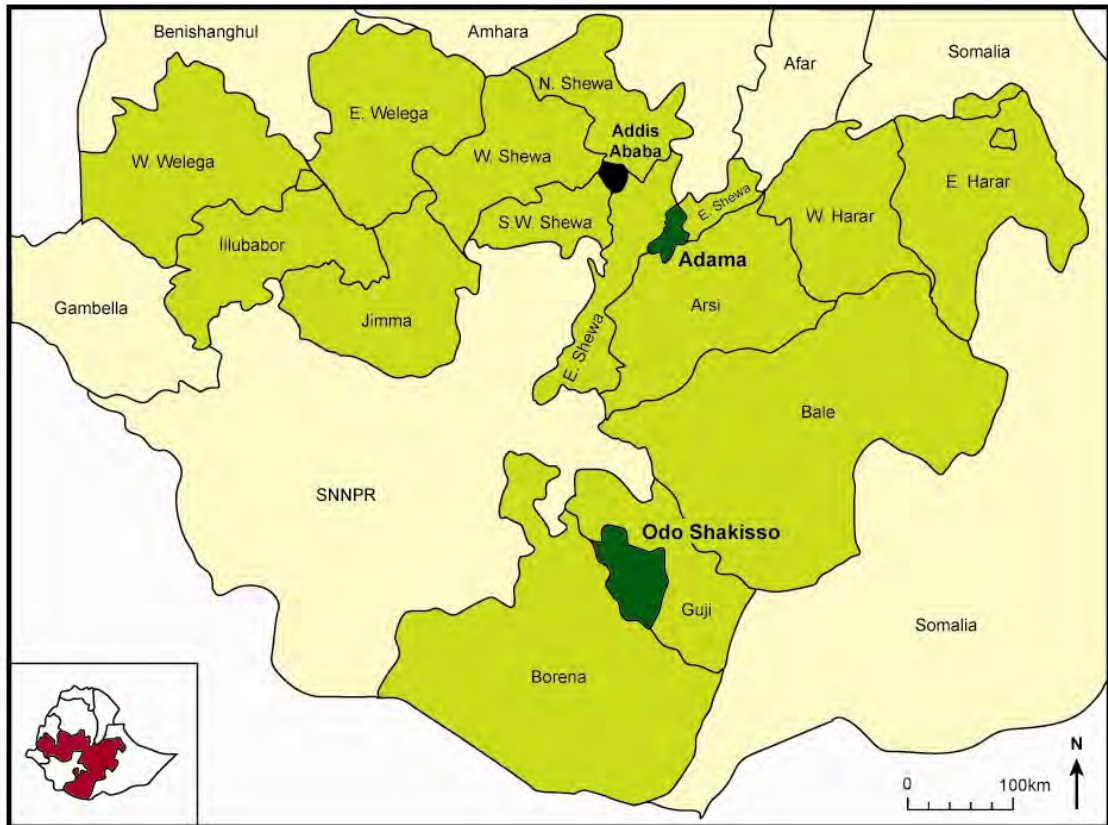 Benishanghul
Amhara
Afar
Somalia
N. Shewa
E. Welega
Addis
Ababa
W. Welega
W. Shewa
E. Harar
E. Shewa
W. Harar
S.W. Shewa
Illubabor
Adama
Gambella
Arsi
Jimma
E. Shewa
Bale
SNNPR
Odo Shakisso
Guji
Somalia
Borena
N
0 100km